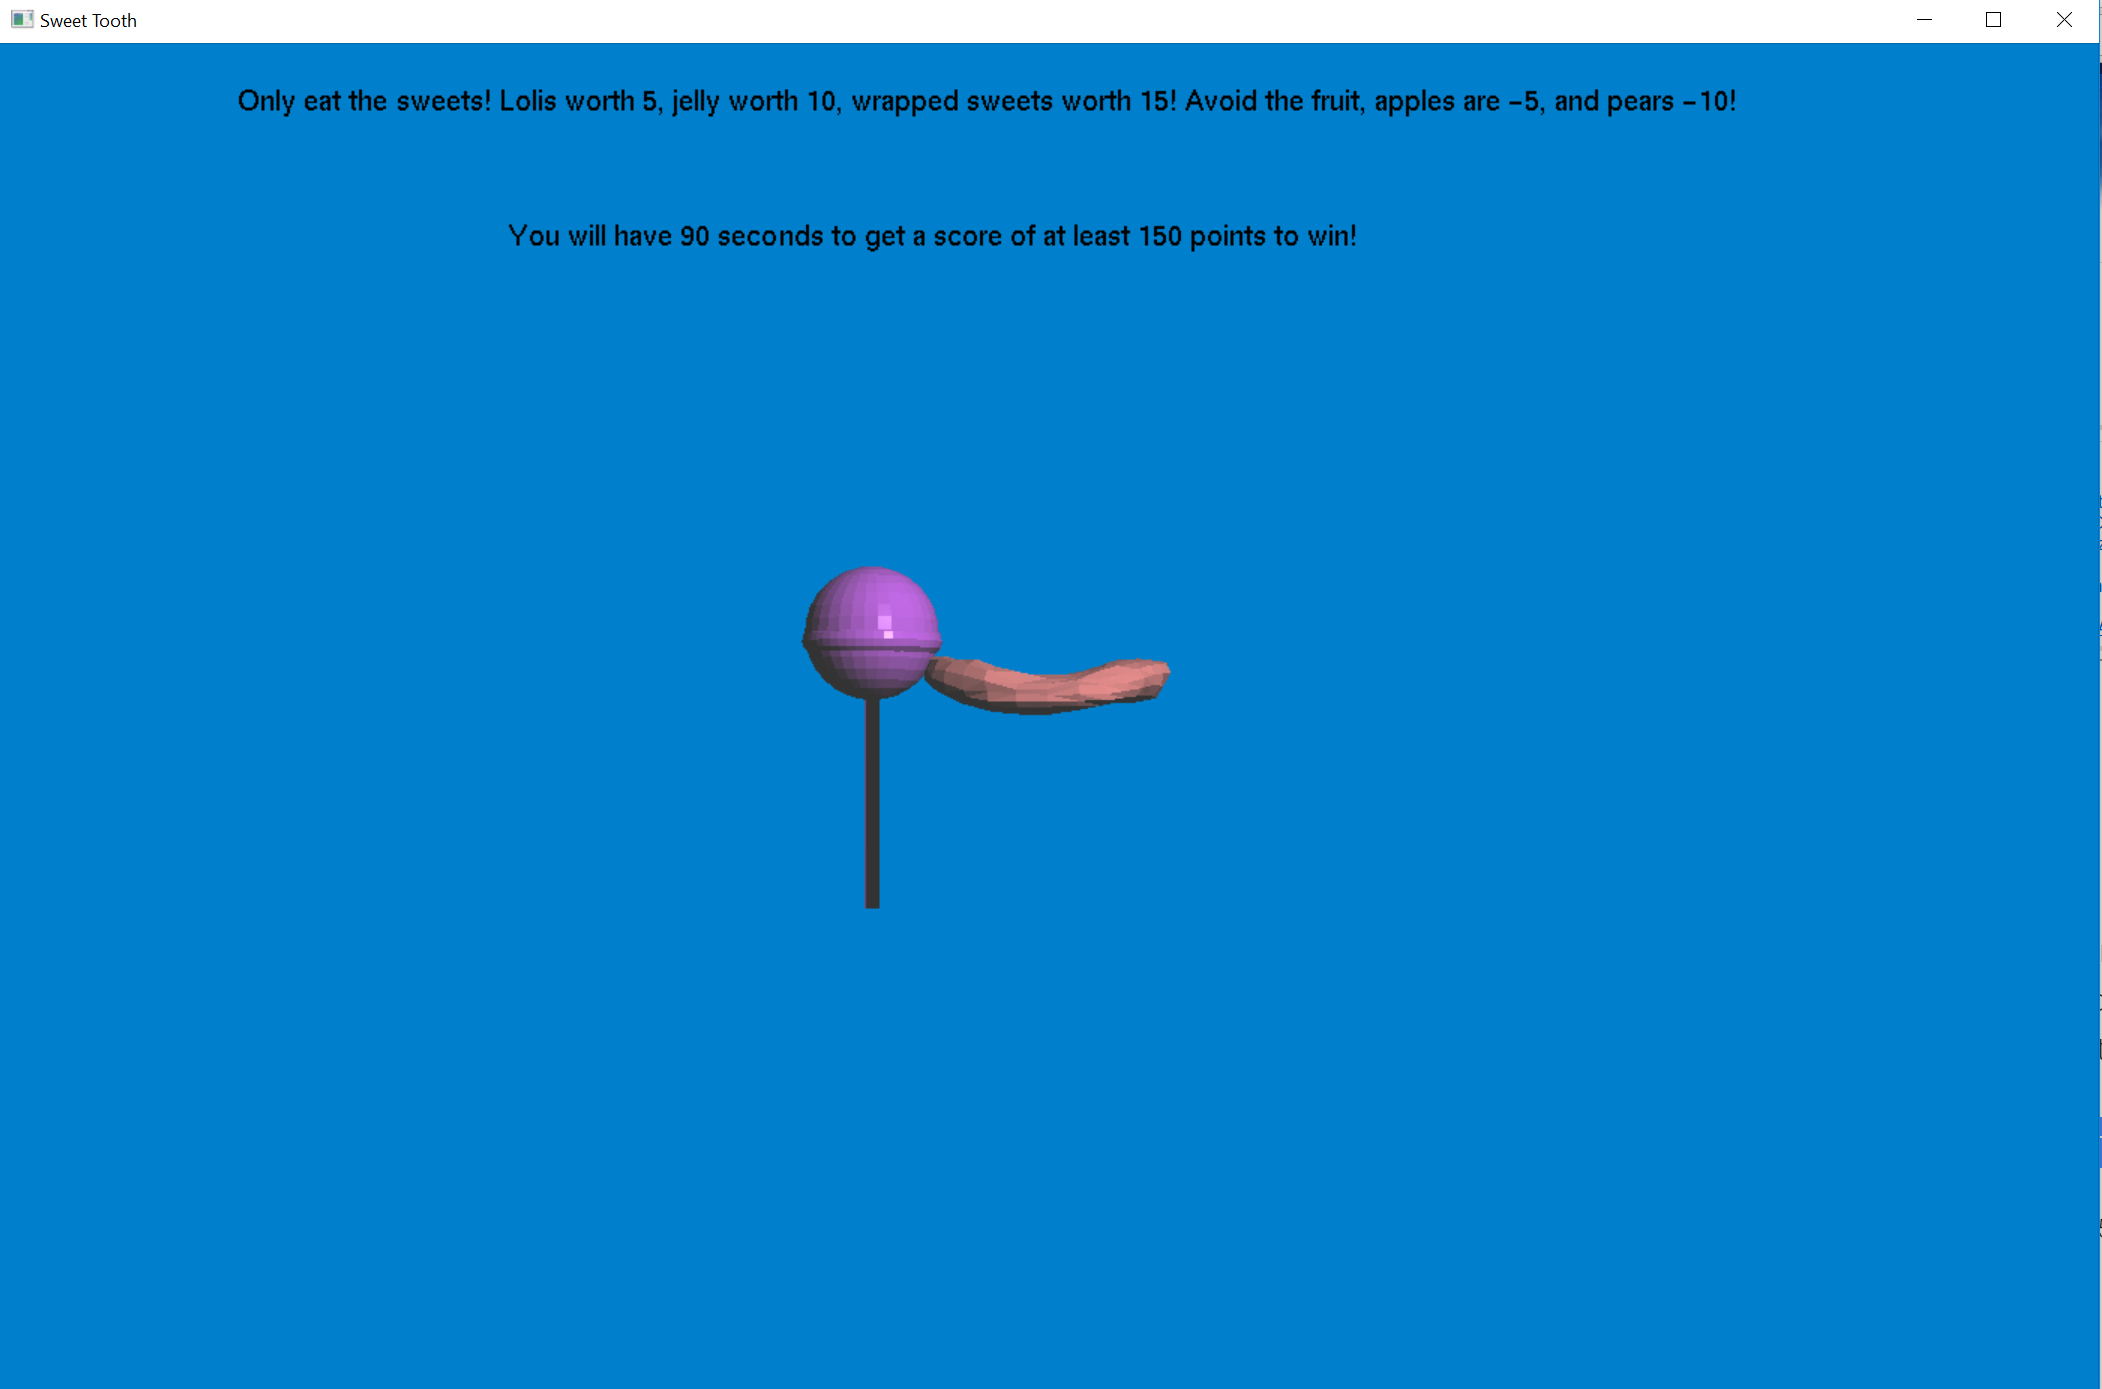 Sweet Tooth
Only eat the sweets! Lolis worth 5, jelly worth 10, wrapped sweets worth 15! Avoid the fruit, apples are -5, and pears -10!
You will have 90 seconds to get a score of at least 150 points to win!